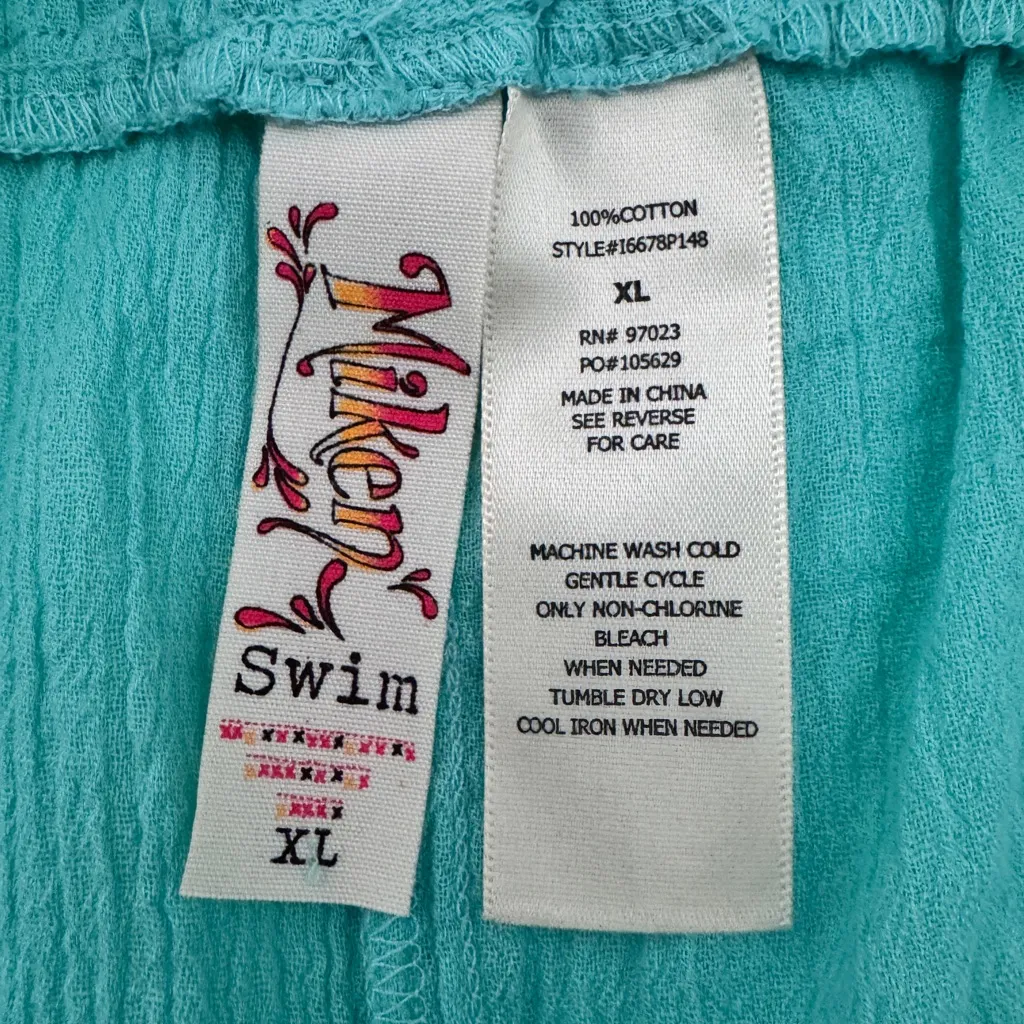 Miken
Swim
XL
100%COTTON
STYLE#I6678P148
XL
RN# 97023
PO#105629
MADE IN CHINA
SEE REVERSE
FOR CARE
MACHINE WASH COLD
GENTLE CYCLE
ONLY NON-CHLORINE
BLEACH
WHEN NEEDED
TUMBLE DRY LOW
COOL IRON WHEN NEEDED